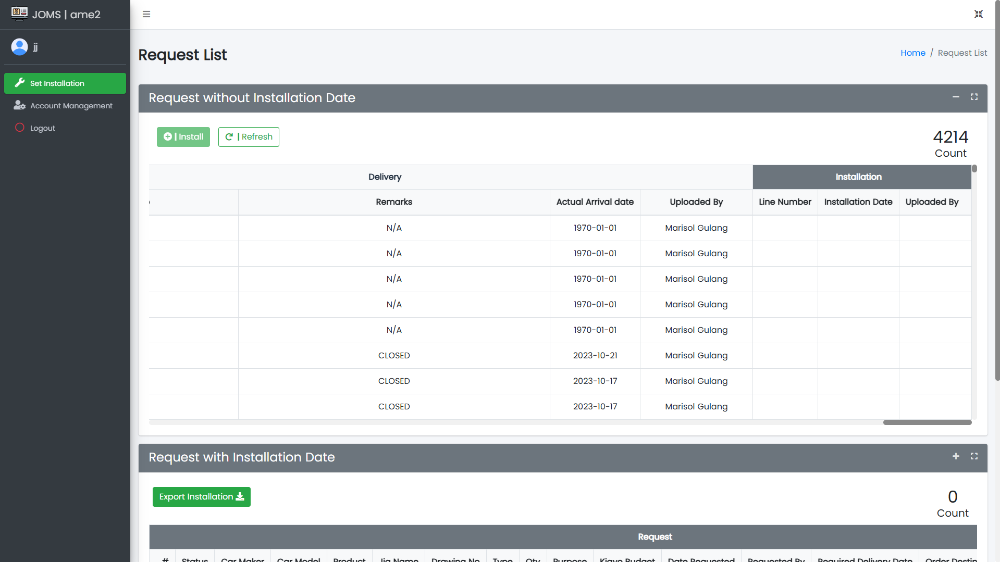 JOMS | ame2
jj
Set Installation
Account Management
Logout
Request List
Home / Request List
Request without Installation Date
| Install
| Refresh
4214
Count
Delivery Installation
Remarks Actual Arrival date Uploaded By Line Number Installation Date Uploaded By
N/A 1970-01-01 Marisol Gulang
N/A 1970-01-01 Marisol Gulang
N/A 1970-01-01 Marisol Gulang
N/A 1970-01-01 Marisol Gulang
N/A 1970-01-01 Marisol Gulang
CLOSED 2023-10-21 Marisol Gulang
CLOSED 2023-10-17 Marisol Gulang
CLOSED 2023-10-17 Marisol Gulang
Request with Installation Date
Export Installation
0
Count
Request
# Status Car Maker Car Model Product Jig Name Drawing No Type Qty Purpose Kigyo Budget Date Requested Requested By Required Delivery Date Order Destin